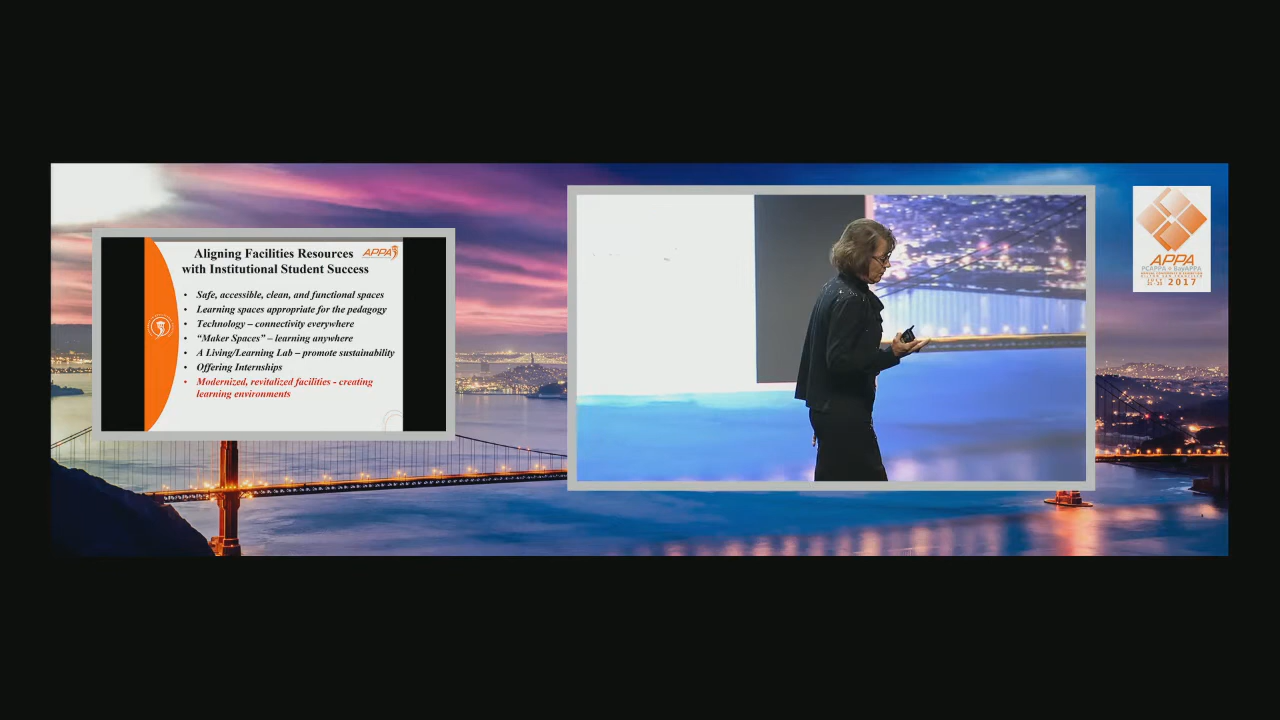 Aligning Facilities Resources
with Institutional Student Success
APPA
• Safe, accessible, clean, and functional spaces
• Learning spaces appropriate for the pedagogy
• Technology – connectivity everywhere
• “Maker Spaces” – learning anywhere
• A Living/Learning Lab – promote sustainability
• Offering Internships
• Modernized, revitalized facilities - creating
learning environments
APPA
2017